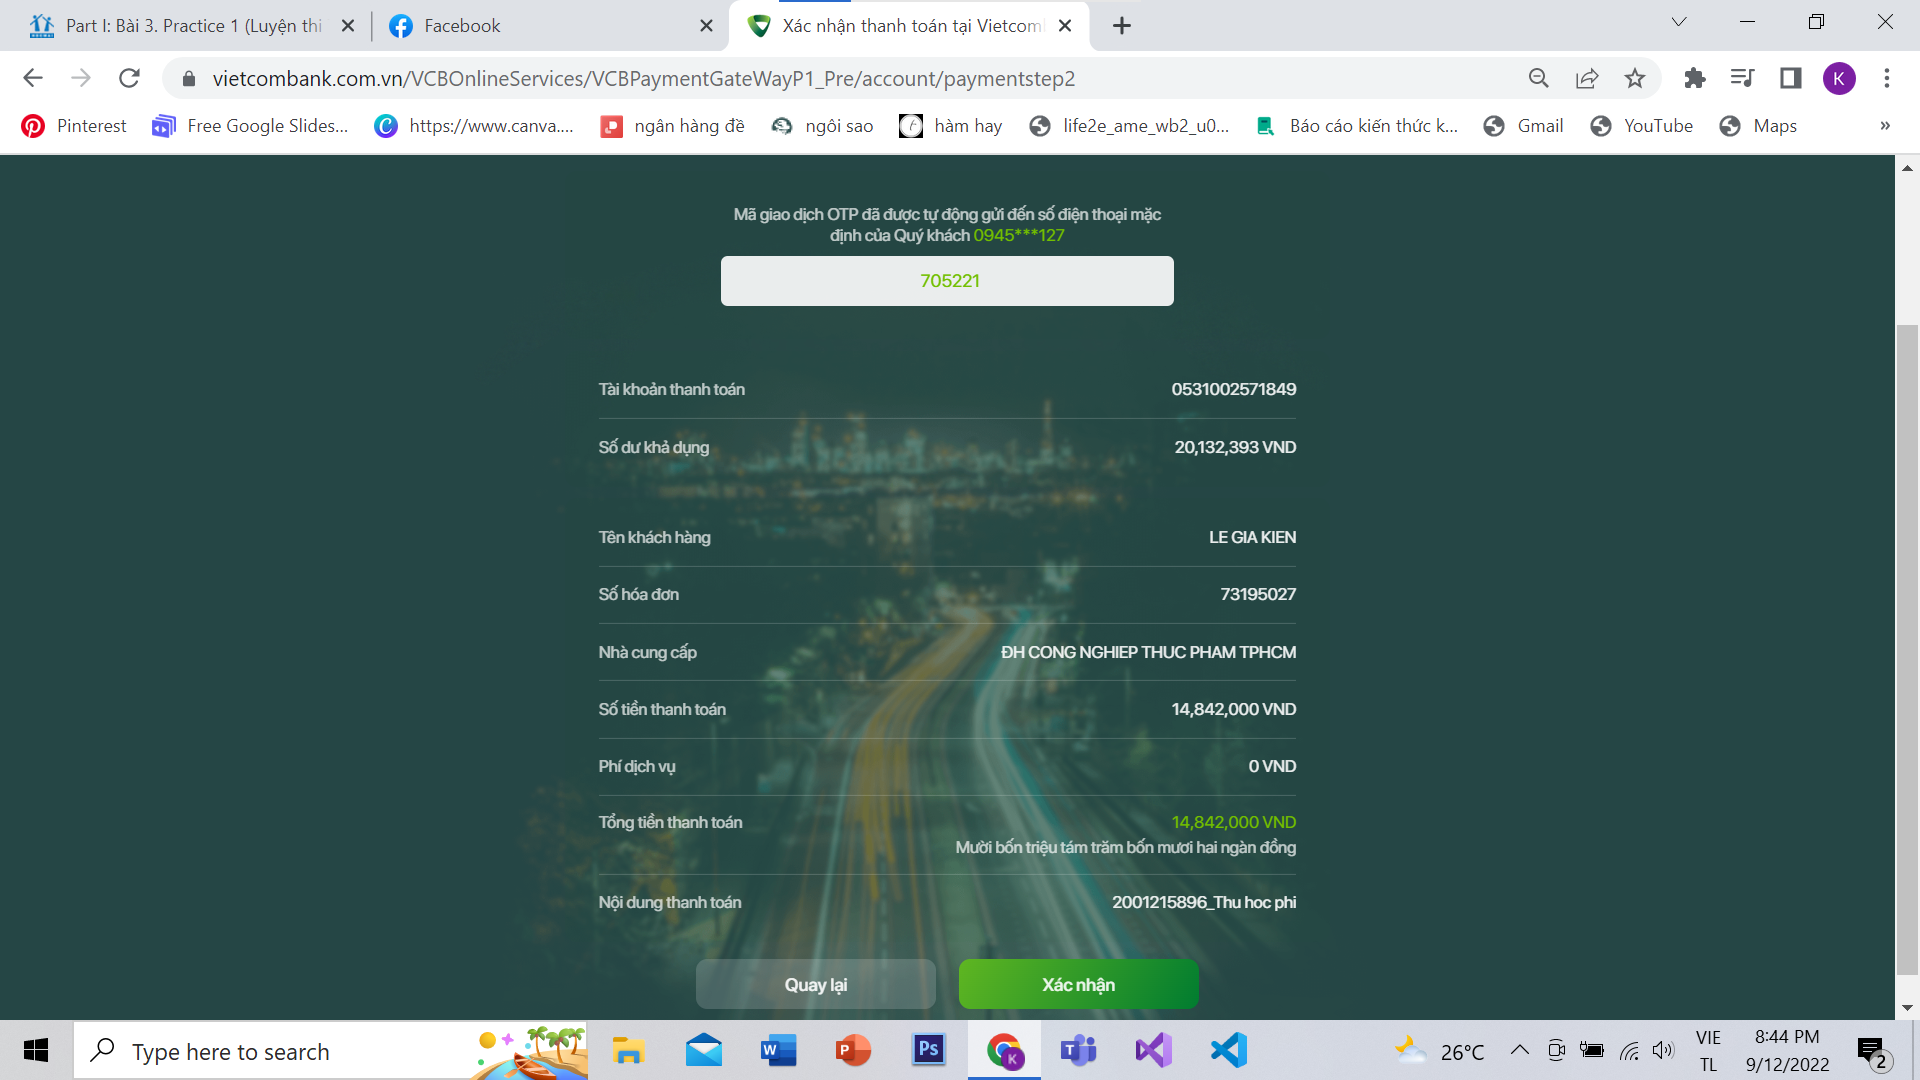 Part I: Bài 3. Practice 1 (Luyện thi
Facebook
Xác nhận thanh toán tại Vietcomb
vietcombank.com.vn/VCBOnlineServices/VCBPaymentGateWayP1_Pre/account/paymentstep2
K
Pinterest
Free Google Slides...
https://www.canva....
ngân hàng đề
ngôi sao
hàm hay
life2e_ame_wb2_u0...
Báo cáo kiến thức k...
Gmail
YouTube
Maps
»
Mã giao dịch OTP đã được tự động gửi đến số điện thoại mặc
định của Quý khách 0945***127
705221
Tài khoản thanh toán 0531002571849
Số dư khả dụng 20,132,393 VND
Tên khách hàng LE GIA KIEN
Số hóa đơn 73195027
Nhà cung cấp ĐH CONG NGHIEP THUC PHAM TPHCM
Số tiền thanh toán 14,842,000 VND
Phí dịch vụ 0 VND
Tổng tiền thanh toán 14,842,000 VND
Mười bốn triệu tám trăm bốn mươi hai ngàn đồng
Nội dung thanh toán 2001215896_Thu hoc phi
Quay lại
Xác nhận
Type here to search
W
P
Ps
K
T
26°C
VIE
TL
8:44 PM
9/12/2022
2